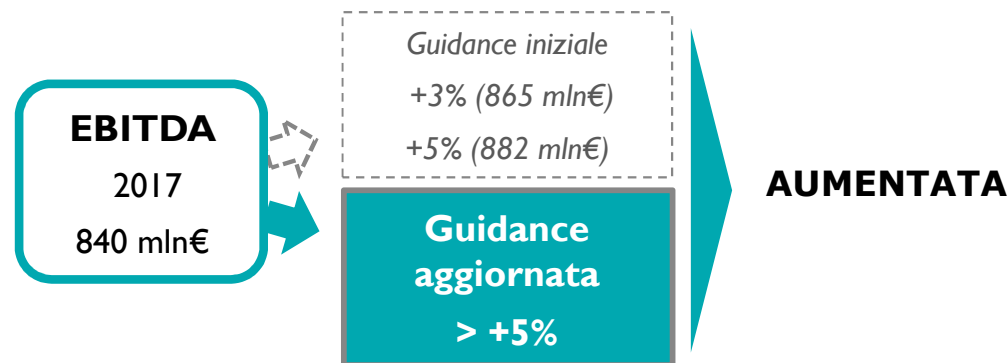 EBITDA
2017
840 mln€
Guidance iniziale
+3% (865 mln€)
+5% (882 mln€)
Guidance
aggiornata
> +5%
AUMENTATA